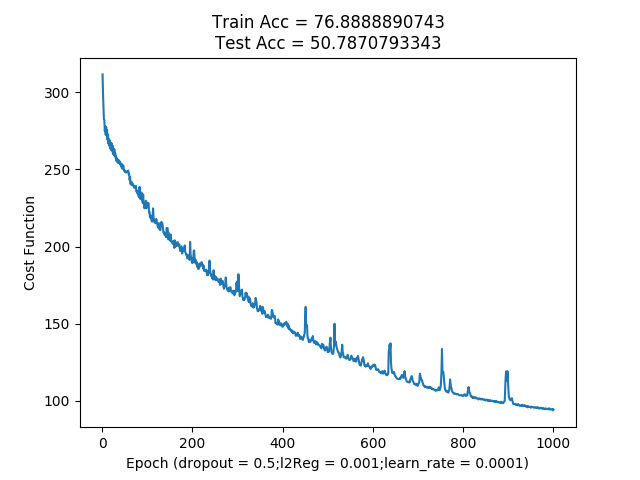 Train Acc = 76.8888890743
Test Acc = 50.7870793343
300
250
200
150
100
Cost Function
0 200 400 600 800 1000
Epoch (dropout = 0.5;l2Reg = 0.001;learn_rate = 0.0001)